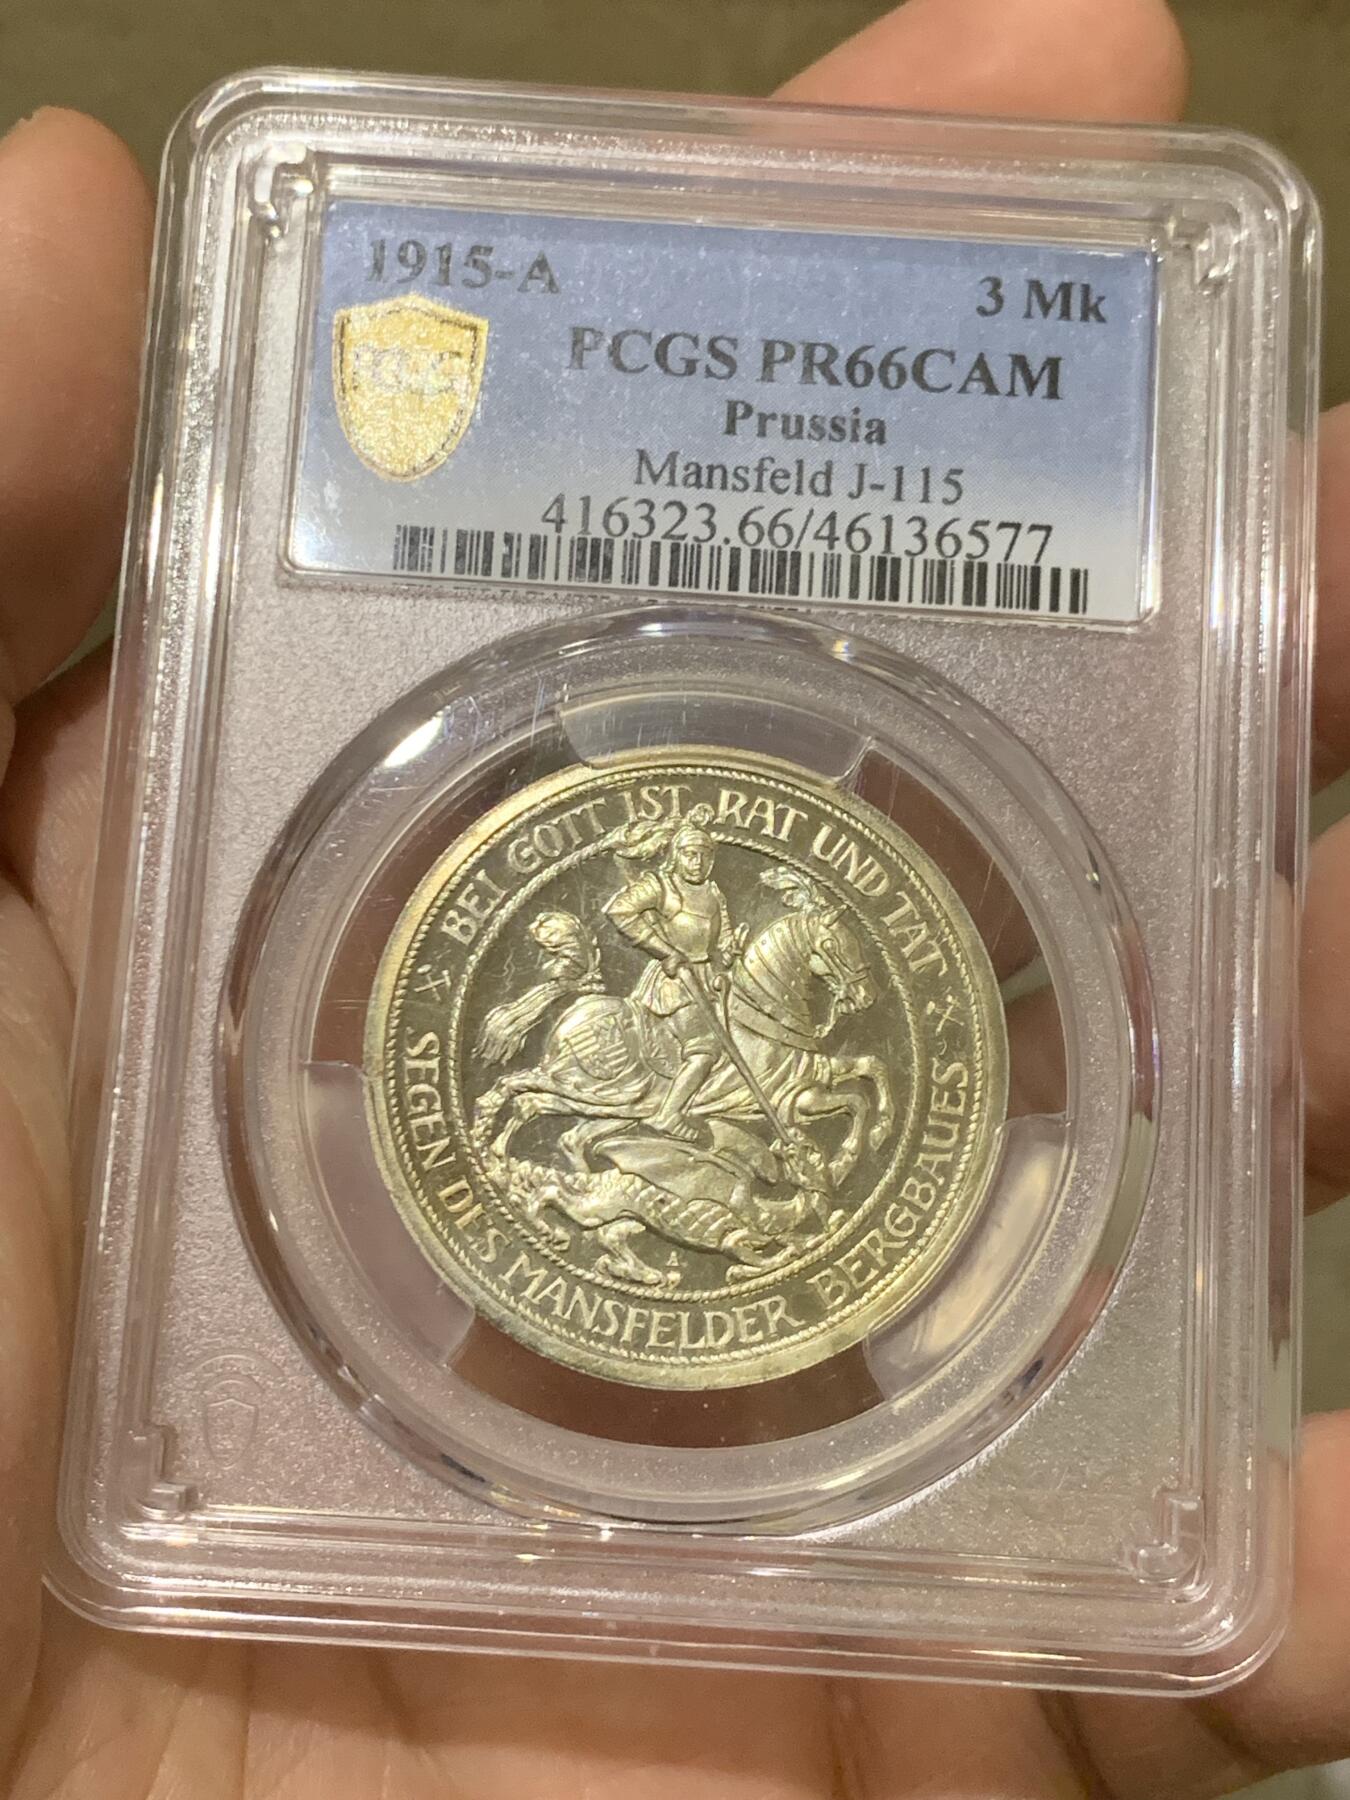 1915-A
3 Mk
PCGS PR66CAM
Prussia
Mansfeld J-115
416323.66/46136577
PCGS
BEI GOTT IST RAT UND TAT
SEGEN DES MANSFELDER BERGBAUES
A